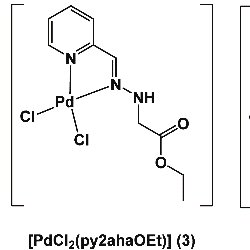 N
N
NH
Pd
Cl
Cl
O
O
[PdCl₂(py2ahaOEt)] (3)